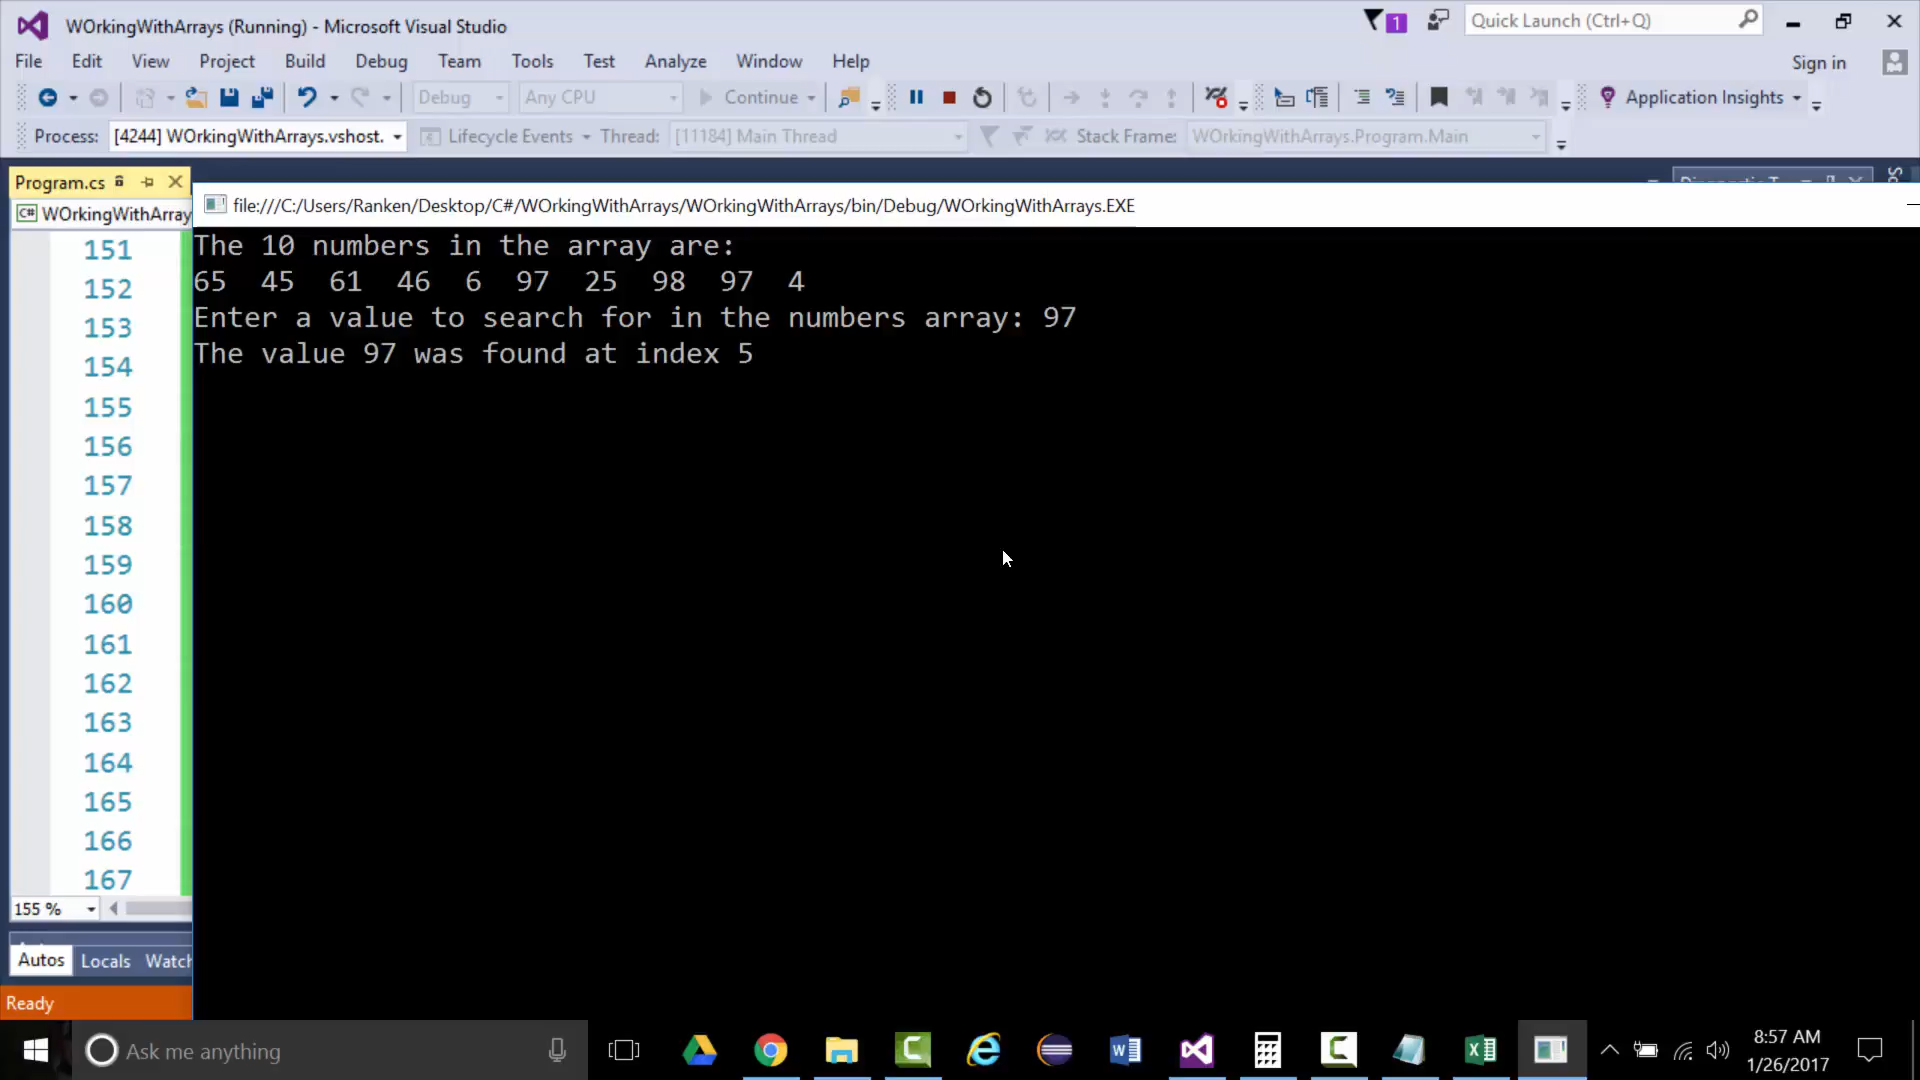 WOrkingWithArrays (Running) - Microsoft Visual Studio
1
Quick Launch (Ctrl+Q)
File Edit View Project Build Debug Team Tools Test Analyze Window Help
Sign in
Debug Any CPU Continue Application Insights
Process: [4244] WOrkingWithArrays.vshost. Lifecycle Events Thread: [11184] Main Thread Stack Frame: WOrkingWithArrays.Program.Main
Program.cs
C# WOrkingWithArray
file:///C:/Users/Ranken/Desktop/C#/WOrkingWithArrays/WOrkingWithArrays/bin/Debug/WOrkingWithArrays.EXE
The 10 numbers in the array are:
65 45 61 46 6 97 25 98 97 4
Enter a value to search for in the numbers array: 97
The value 97 was found at index 5
151
152
153
154
155
156
157
158
159
160
161
162
163
164
165
166
167
155 %
Autos Locals Watch
Ready
Ask me anything
8:57 AM
1/26/2017